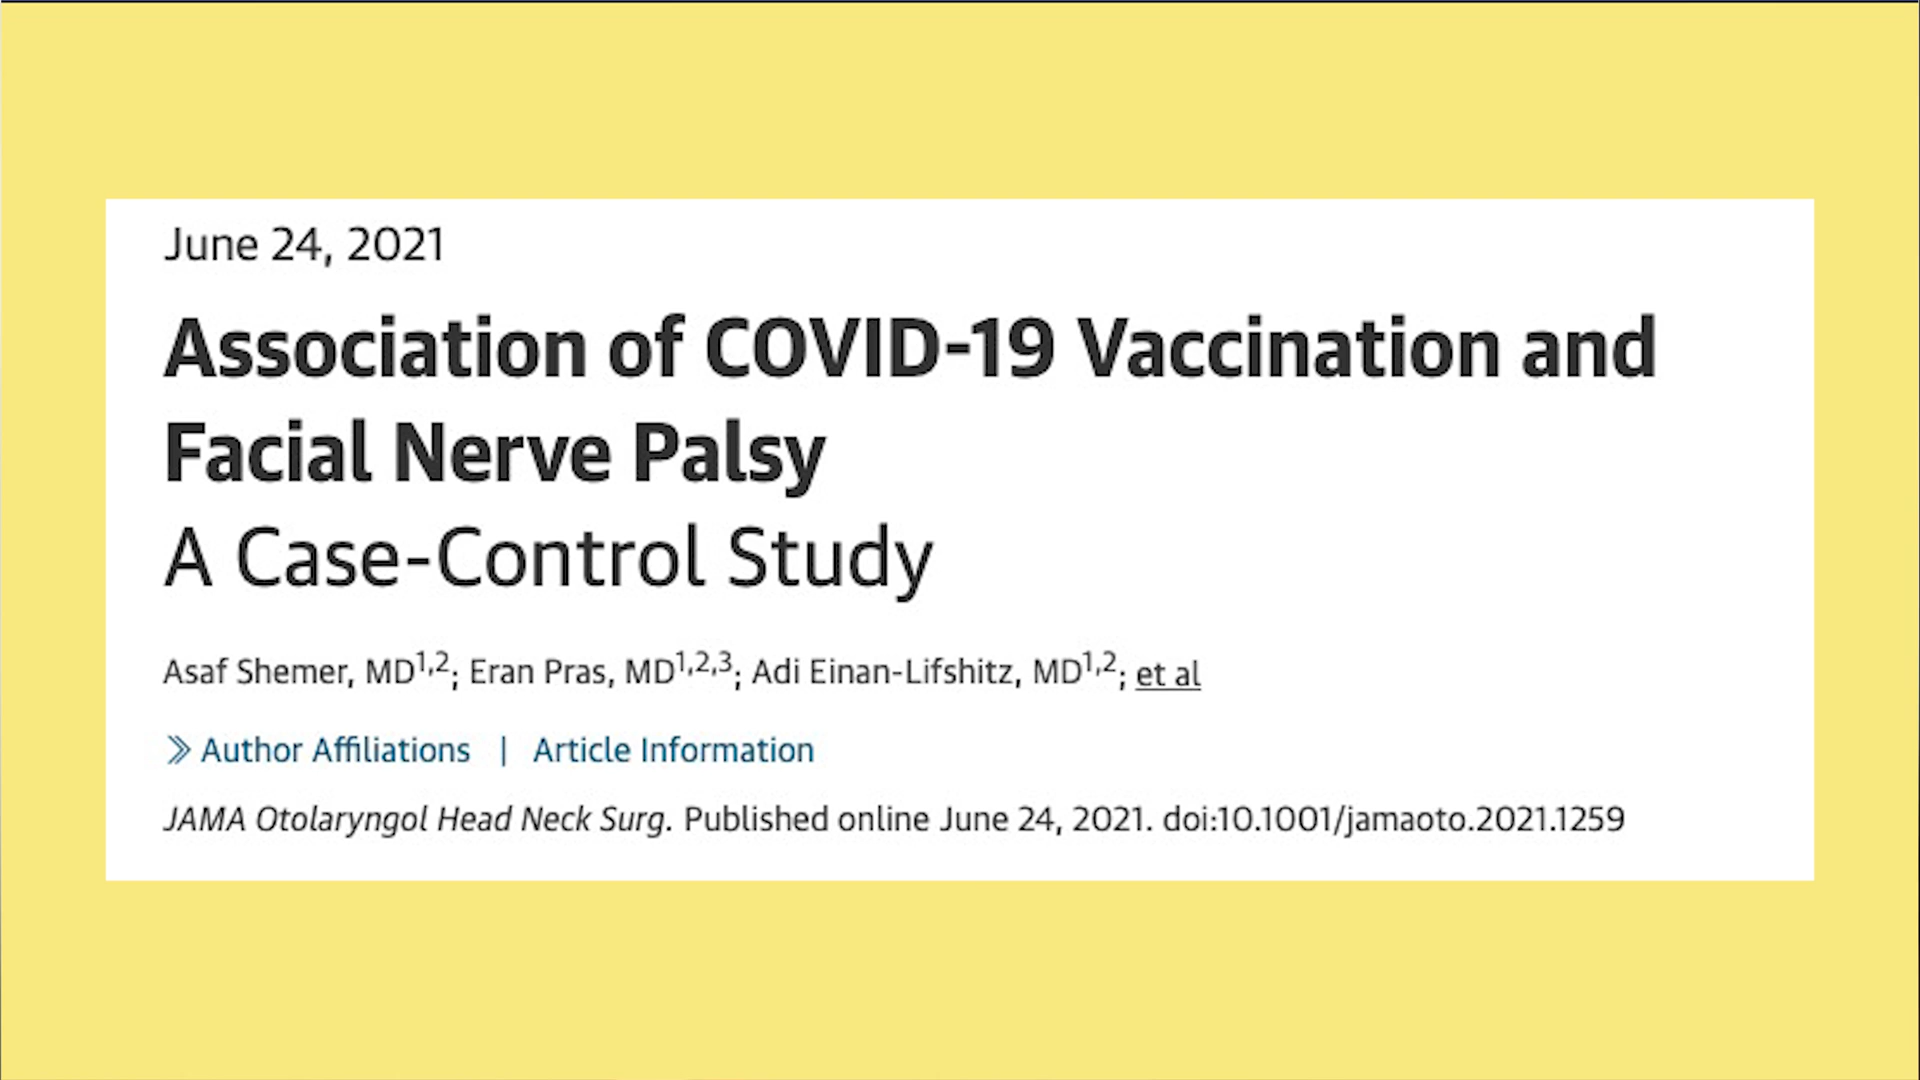 June 24, 2021
Association of COVID-19 Vaccination and
Facial Nerve Palsy
A Case-Control Study
Asaf Shemer, MD1,2; Eran Pras, MD1,2,3; Adi Einan-Lifshitz, MD1,2; et al
≫ Author Affiliations | Article Information
JAMA Otolaryngol Head Neck Surg. Published online June 24, 2021. doi:10.1001/jamaoto.2021.1259